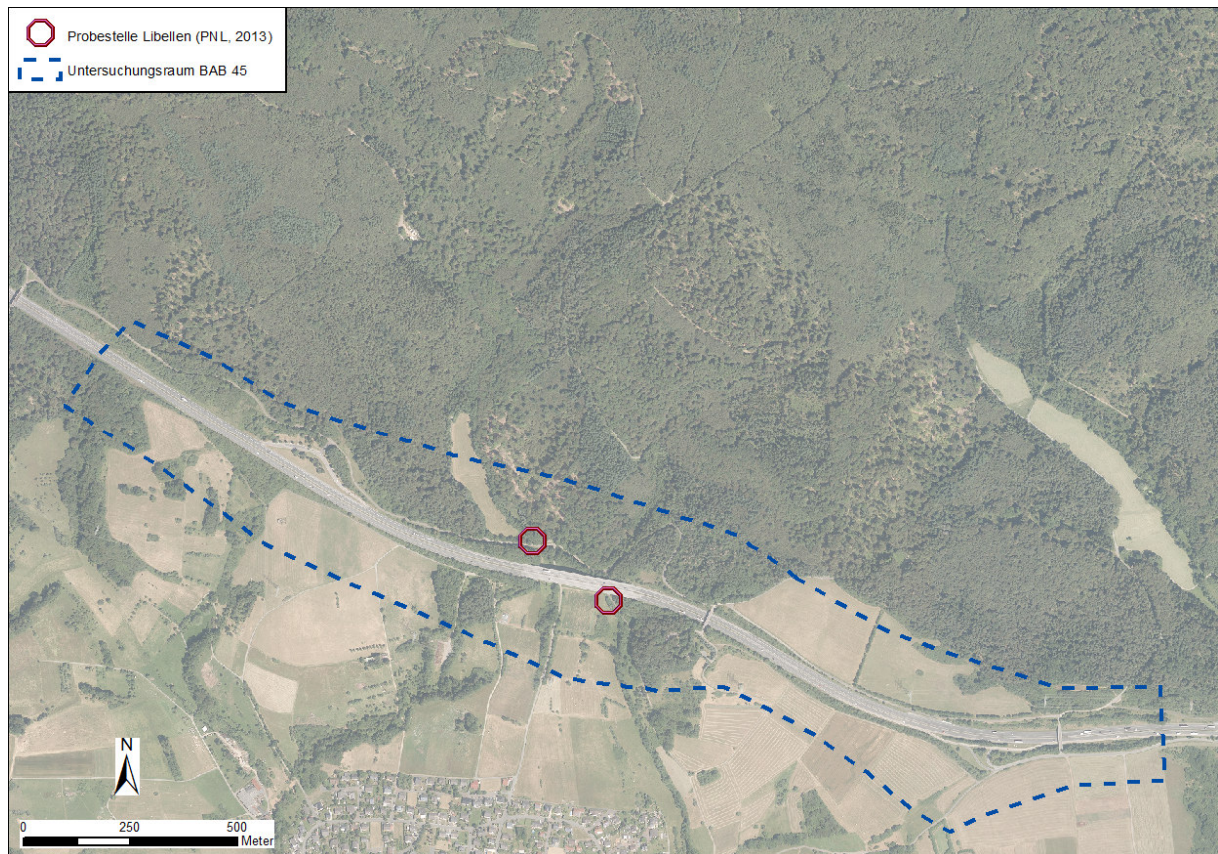 Probestelle Libellen (PNL, 2013)
Untersuchungsraum BAB 45
N
0 250 500
Meter